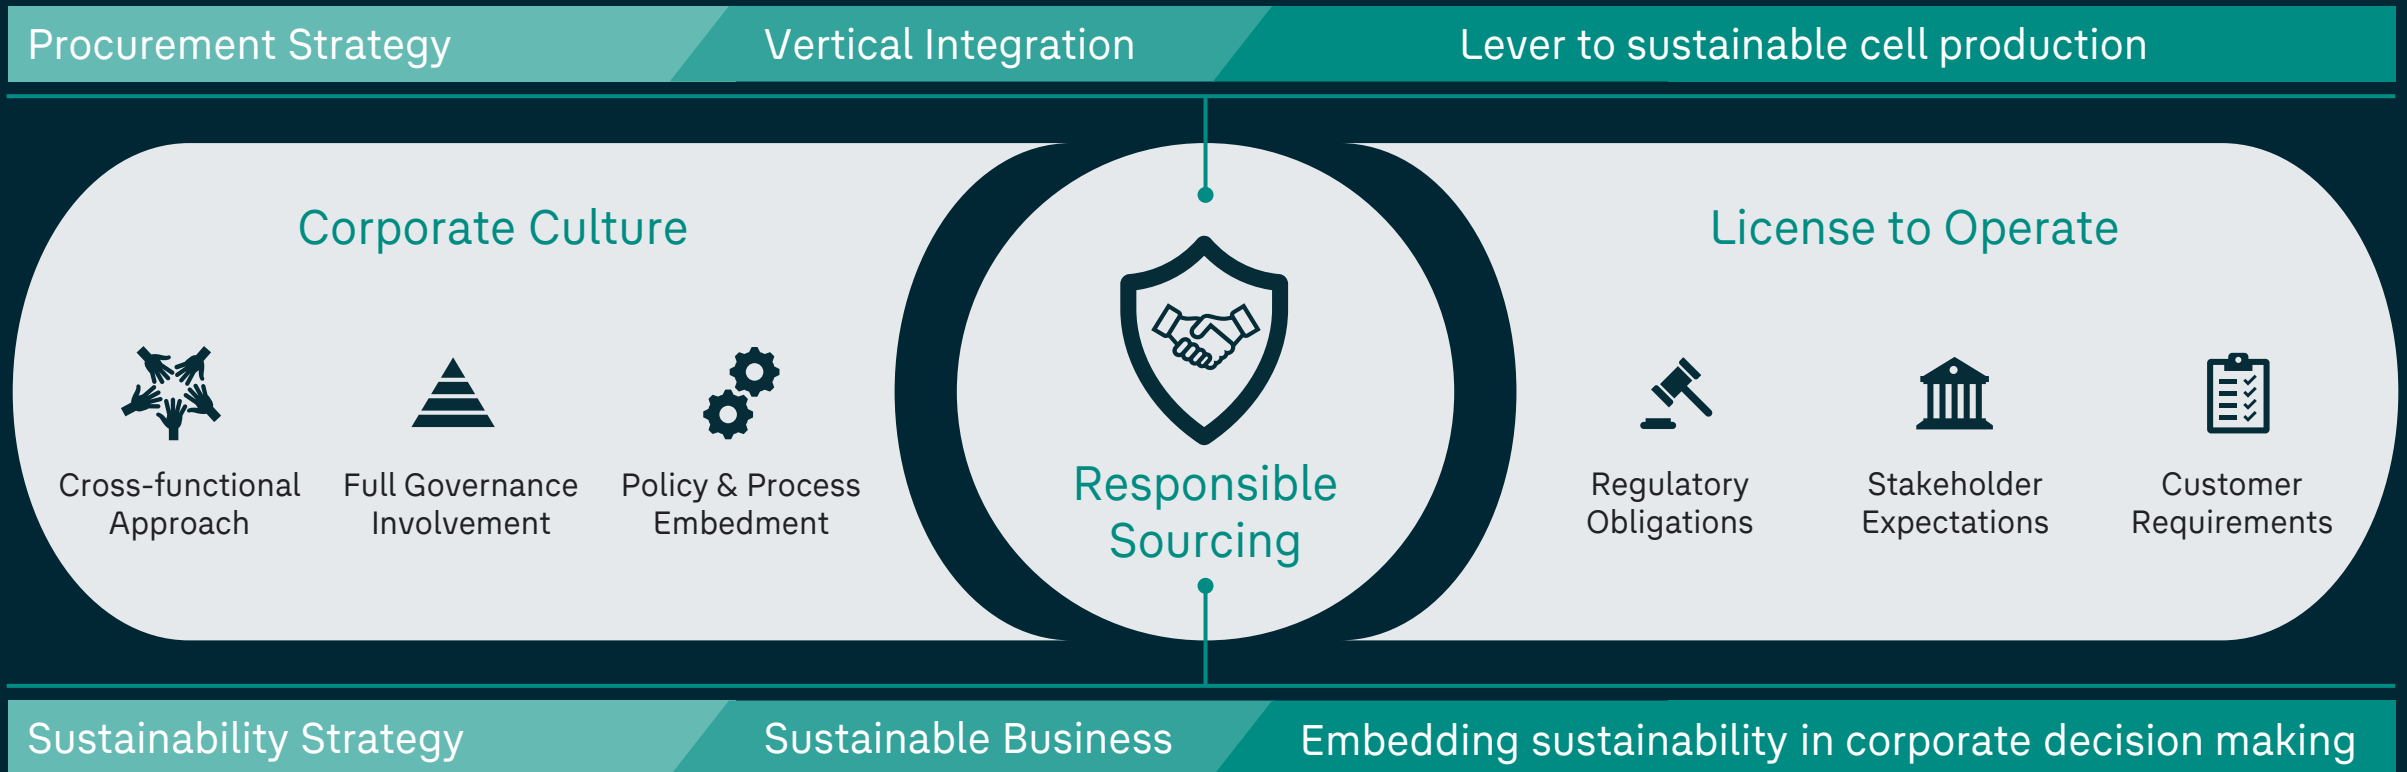 Procurement Strategy
Vertical Integration
Lever to sustainable cell production
Corporate Culture
Cross-functional
Approach
Full Governance
Involvement
Policy & Process
Embedment
Responsible
Sourcing
License to Operate
Regulatory
Obligations
Stakeholder
Expectations
Customer
Requirements
Sustainability Strategy
Sustainable Business
Embedding sustainability in corporate decision making